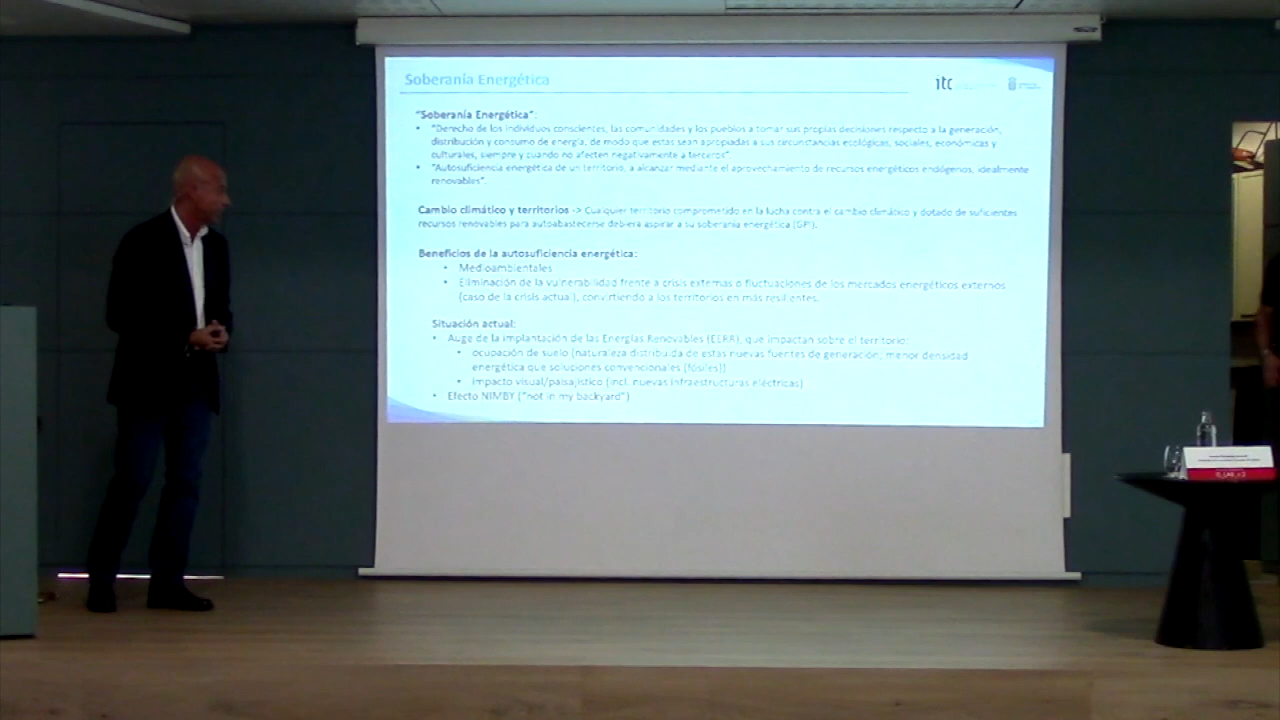 Soberanía Energética
itc
"Soberanía Energética":
• "Derecho de los individuos conscientes, las comunidades y los pueblos a tomar sus propias decisiones respecto a la generación,
distribución y consumo de energía, de modo que estas sean apropiadas a sus circunstancias ecológicas, sociales, económicas y
culturales, siempre y cuando no afecten negativamente a terceros"
• "Autosuficiencia energética de un territorio, a alcanzar mediante el aprovechamiento de recursos energéticos endógenos, idealmente
renovables".
Cambio climático y territorios -> Cualquier territorio comprometido en la lucha contra el cambio climático y dotado de suficientes
recursos renovables para autoabastecerse debiera aspirar a su soberanía energética
Beneficios de la autosuficiencia energética:
• Medioambientales
• Eliminación de la vulnerabilidad frente a crisis externas o fluctuaciones de los mercados energéticos externos
(caso de la crisis actual), convirtiendo a los territorios en más resilientes.
Situación actual:
• Auge de la implantación de las Energías Renovables (EERR), que impactan sobre el territorio:
• ocupación de suelo (naturaleza distribuida de estas nuevas fuentes de generación; menor densidad
energética que soluciones convencionales (fósiles))
• impacto visual/paisajístico (incl. nuevas infraestructuras eléctricas)
• Efecto NIMBY ("not in my backyard")